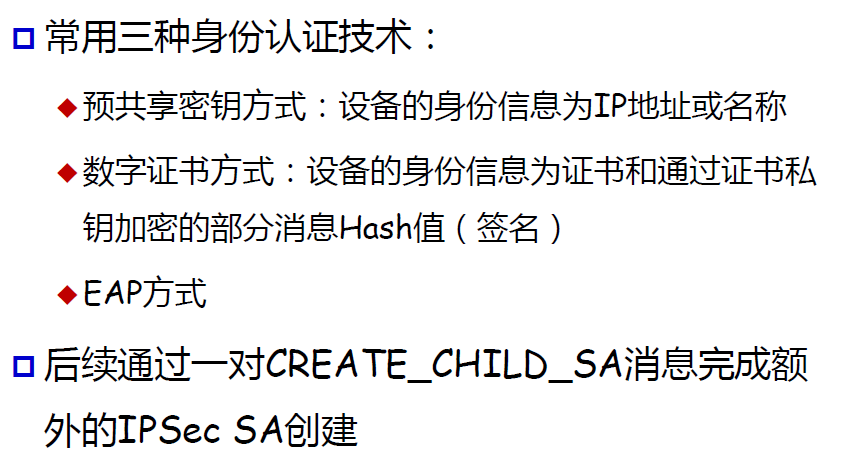 常用三种身份认证技术：
预共享密钥方式：设备的身份信息为IP地址或名称
数字证书方式：设备的身份信息为证书和通过证书私
钥加密的部分消息Hash值（签名）
EAP方式
后续通过一对CREATE_CHILD_SA消息完成额
外的IPSec SA创建